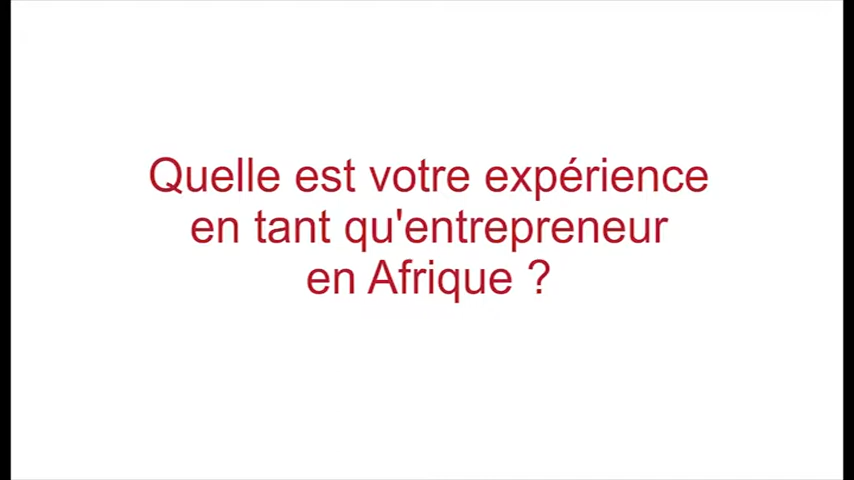 Quelle est votre expérience
en tant qu'entrepreneur
en Afrique ?